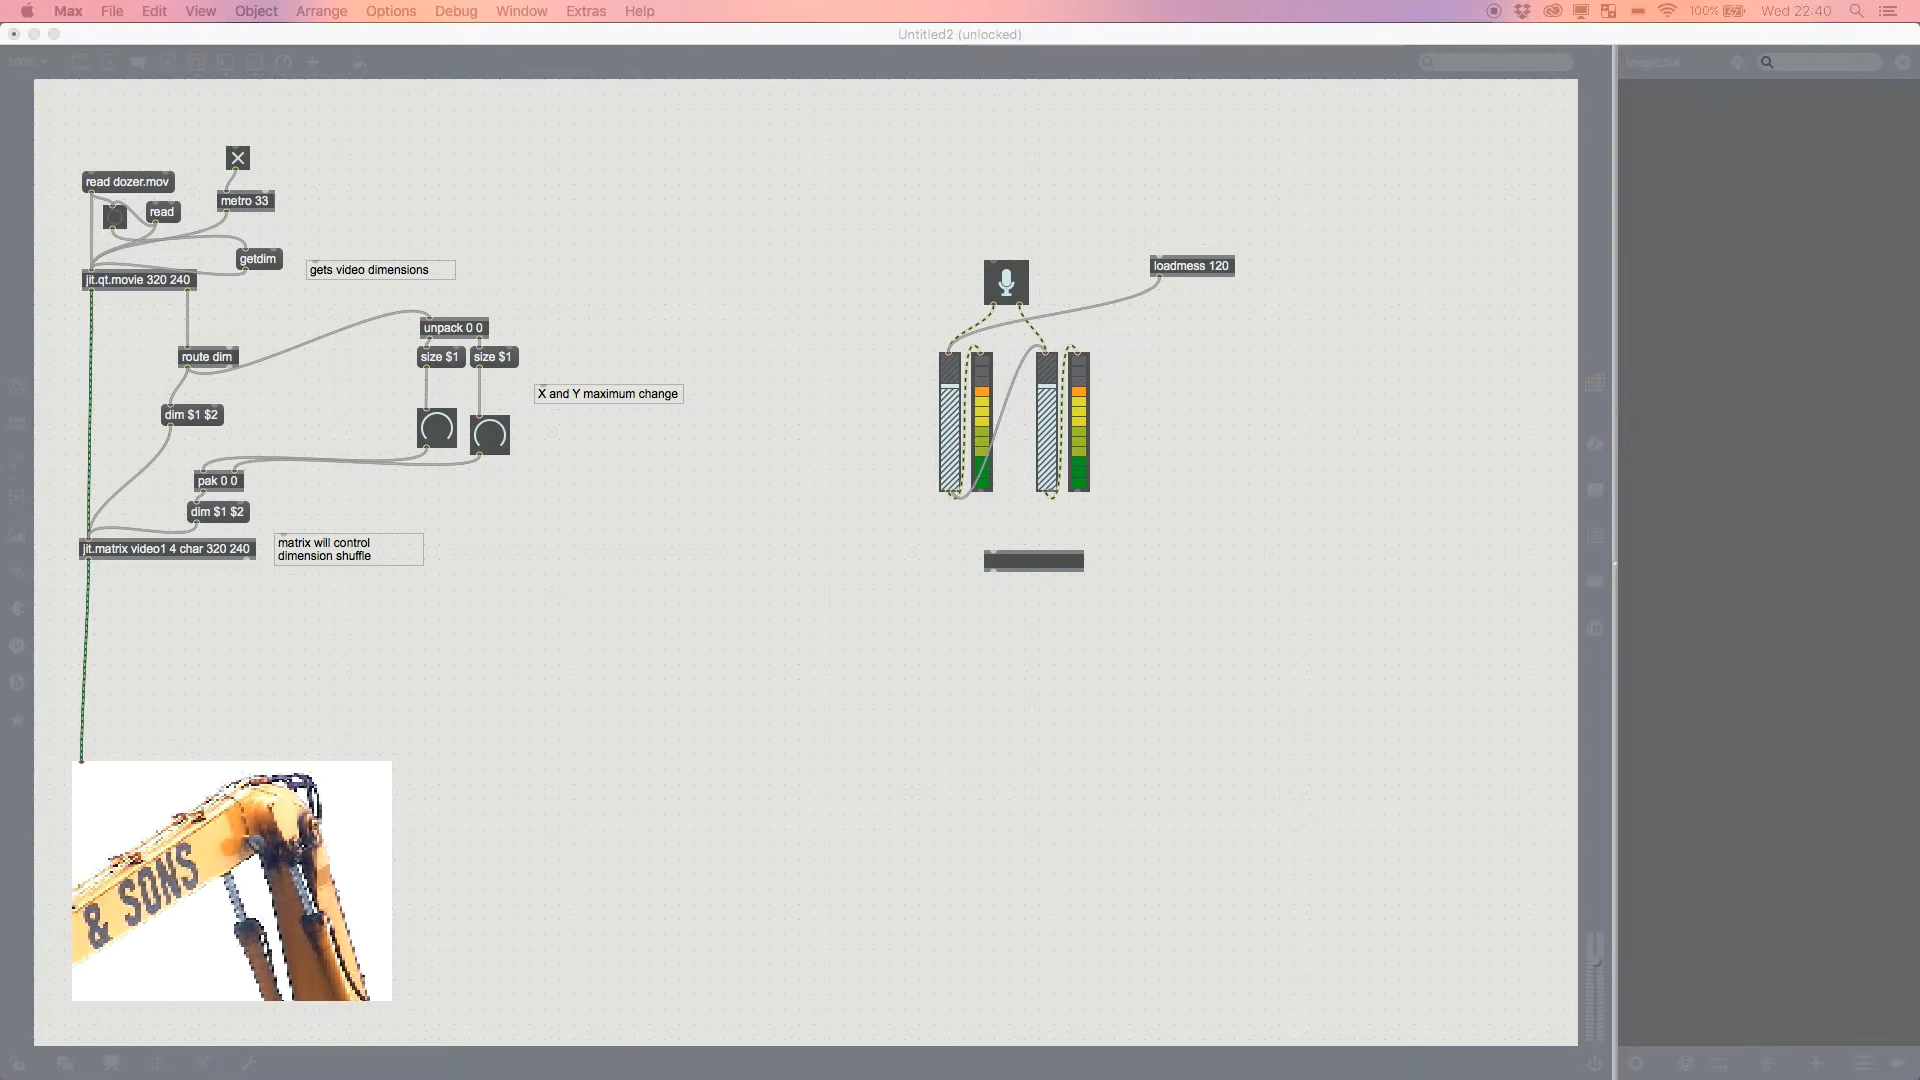 Max File Edit View Object Arrange Options Debug Window Extras Help
100% Wed 22:40
Untitled2 (unlocked)
100%
Inspector
read dozer.mov
metro 33
read
getdim
gets video dimensions
jit.qt.movie 320 240
loadmess 120
unpack 0 0
route dim
size $1
size $1
X and Y maximum change
dim $1 $2
pak 0 0
dim $1 $2
jit.matrix video1 4 char 320 240
matrix will control
dimension shuffle
& SONS